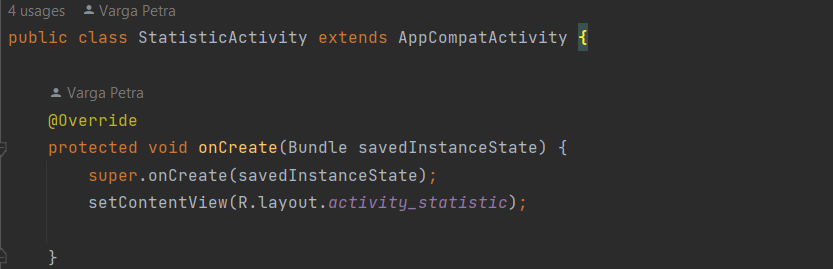 4 usages Varga Petra
public class StatisticActivity extends AppCompatActivity {
Varga Petra
@Override
protected void onCreate(Bundle savedInstanceState) {
super.onCreate(savedInstanceState);
setContentView(R.layout.activity_statistic);
}